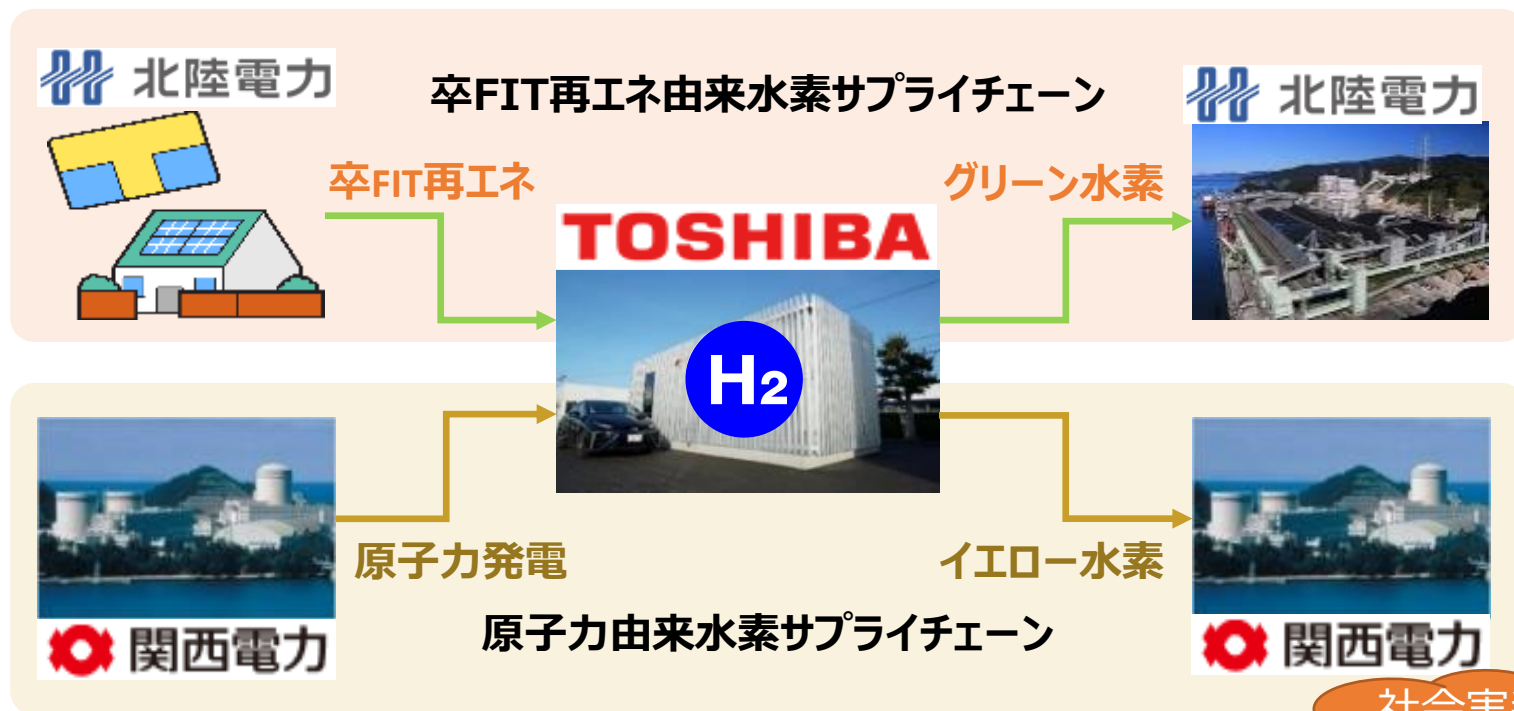 北陸電力
卒FIT再エネ由来水素サプライチェーン
北陸電力
卒FIT再エネ
グリーン水素
TOSHIBA
H2
原子力発電
イエロー水素
原子力由来水素サプライチェーン
関西電力
関西電力
社会実